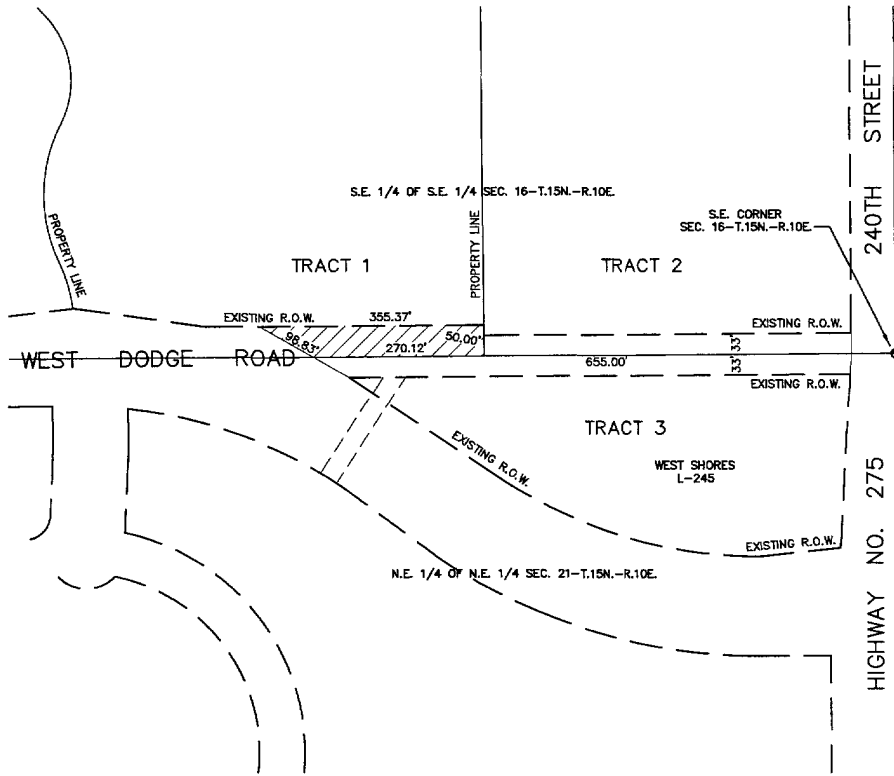 240TH STREET
S.E. 1/4 OF S.E. 1/4 SEC. 16-T.15N.-R.10E.
S.E. CORNER
SEC. 16-T.15N.-R.10E.
PROPERTY LINE
PROPERTY LINE
TRACT 1
TRACT 2
EXISTING R.O.W.
355.37'
EXISTING R.O.W.
98.83'
270.12'
50.00'
33'
WEST DODGE ROAD
655.00'
33'
EXISTING R.O.W.
TRACT 3
EXISTING R.O.W.
WEST SHORES
L-245
EXISTING R.O.W.
N.E. 1/4 OF N.E. 1/4 SEC. 21-T.15N.-R.10E.
HIGHWAY NO. 275